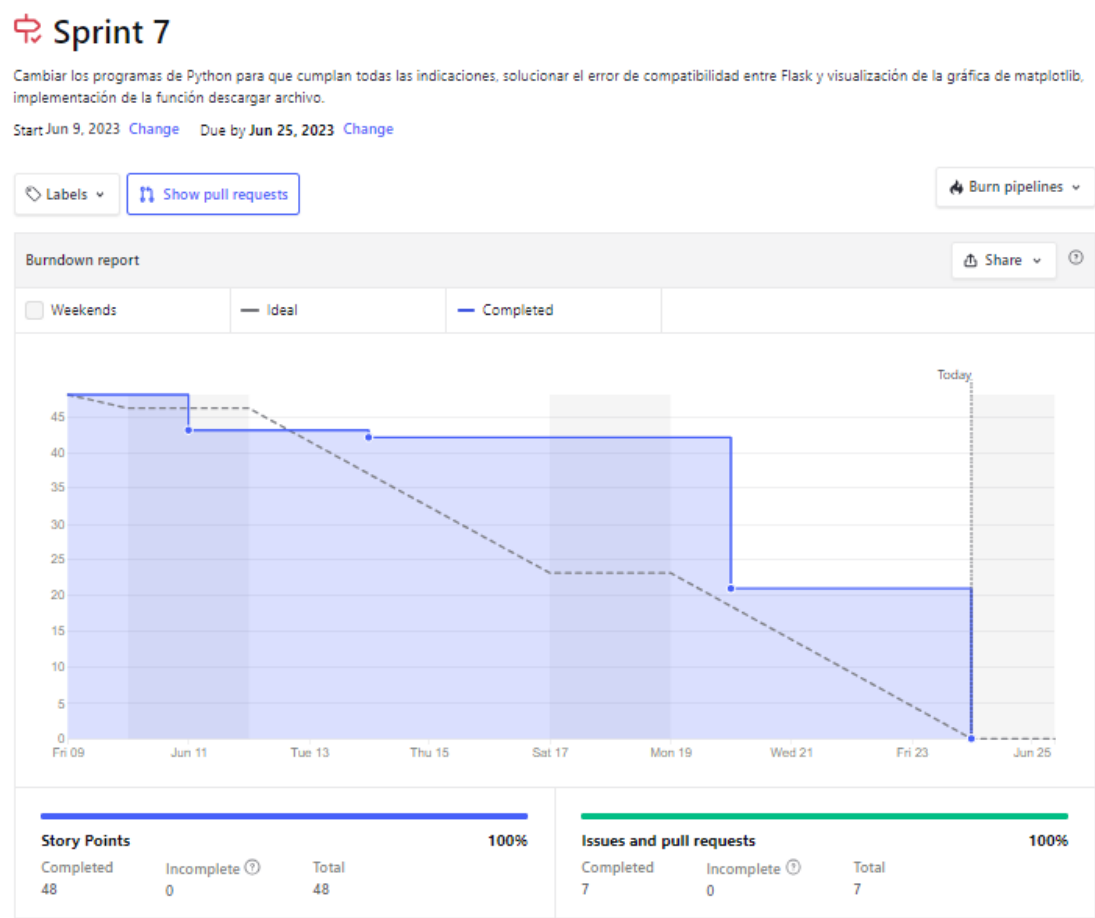 Sprint 7
Cambiar los programas de Python para que cumplan todas las indicaciones, solucionar el error de compatibilidad entre Flask y visualización de la gráfica de matplotlib,
implementación de la función descargar archivo.
Start Jun 9, 2023 Change Due by Jun 25, 2023 Change
Labels Show pull requests Burn pipelines
Burndown report Share
Weekends Ideal Completed
Today
45
40
35
30
25
20
15
10
5
0
Fri 09 Jun 11 Tue 13 Thu 15 Sat 17 Mon 19 Wed 21 Fri 23 Jun 25
Story Points 100% Issues and pull requests 100%
Completed Incomplete ? Total Completed Incomplete ? Total
48 0 48 7 0 7